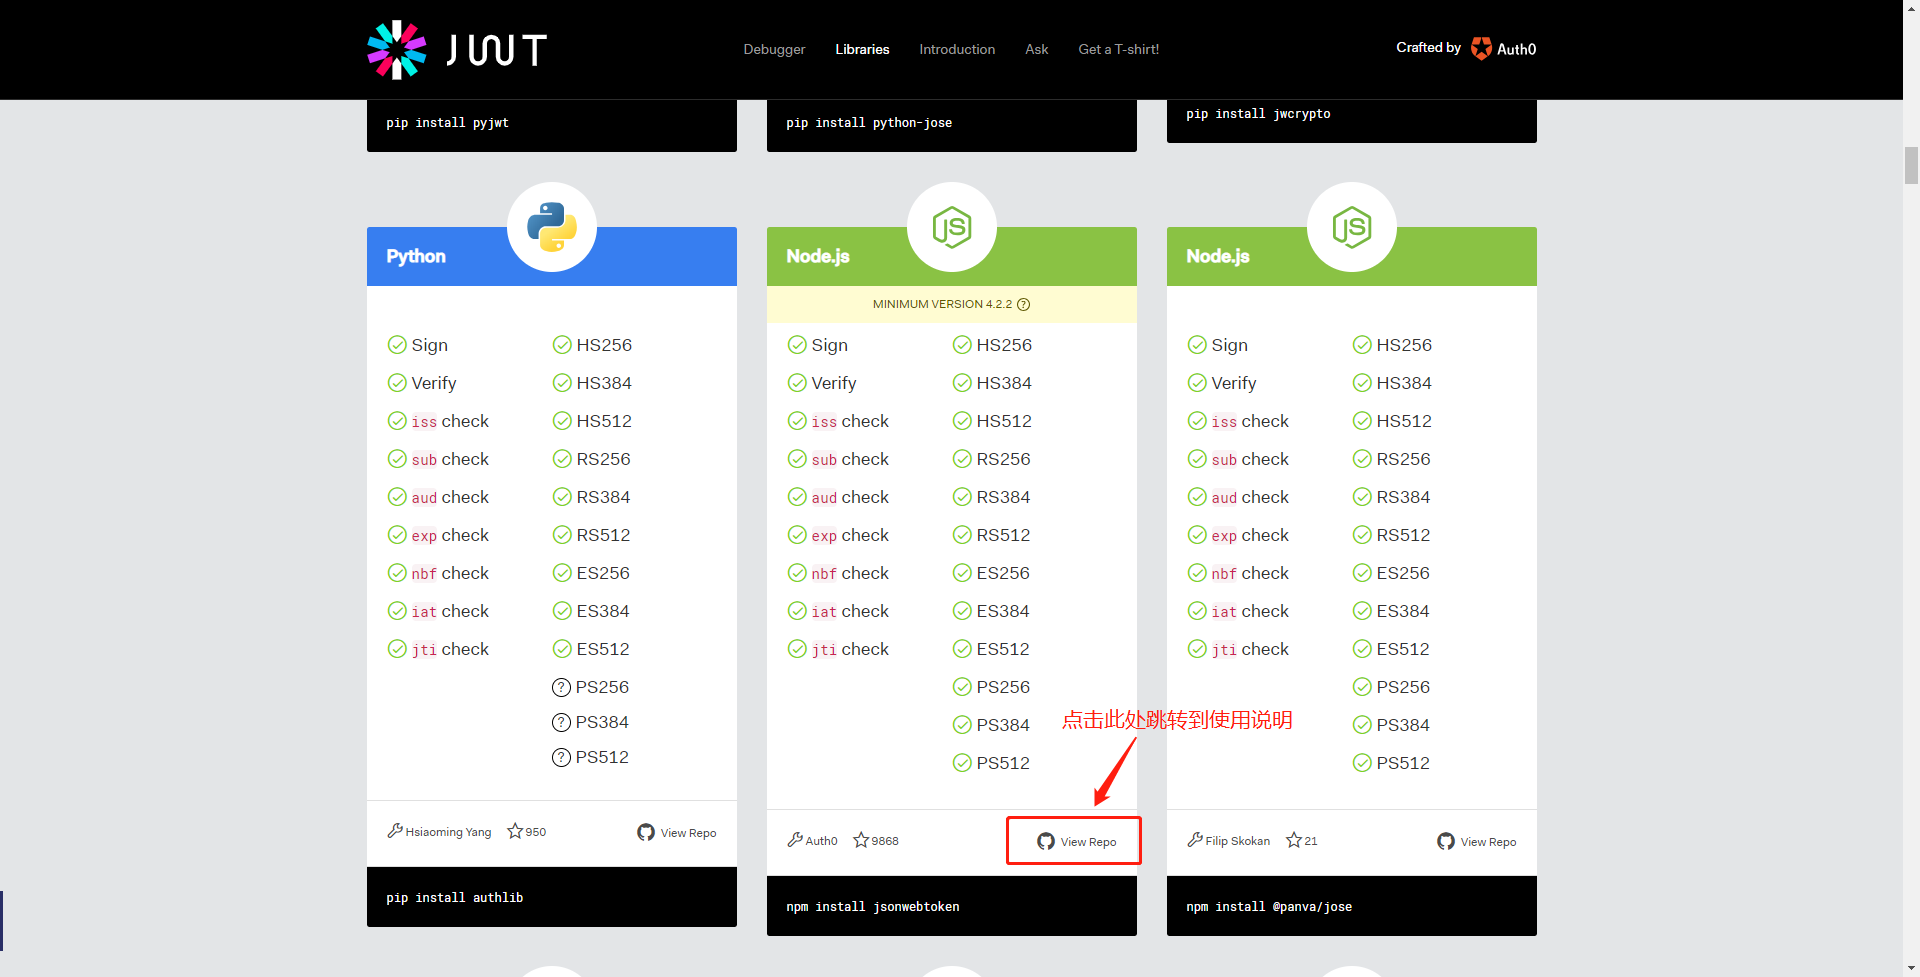 JWT
Debugger Libraries Introduction Ask Get a T-shirt!
Crafted by Auth0
pip install pyjwt
pip install python-jose
pip install jwcrypto
Python
Sign
Verify
iss check
sub check
aud check
exp check
nbf check
iat check
jti check
HS256
HS384
HS512
RS256
RS384
RS512
ES256
ES384
ES512
PS256
PS384
PS512
Hsiaoming Yang 950 View Repo
pip install authlib
JS
Node.js
MINIMUM VERSION 4.2.2
Sign
Verify
iss check
sub check
aud check
exp check
nbf check
iat check
jti check
HS256
HS384
HS512
RS256
RS384
RS512
ES256
ES384
ES512
PS256
PS384
PS512
点击此处跳转到使用说明
Auth0 9868 View Repo
npm install jsonwebtoken
JS
Node.js
Sign
Verify
iss check
sub check
aud check
exp check
nbf check
iat check
jti check
HS256
HS384
HS512
RS256
RS384
RS512
ES256
ES384
ES512
PS256
PS384
PS512
Filip Skokan 21 View Repo
npm install @panva/jose